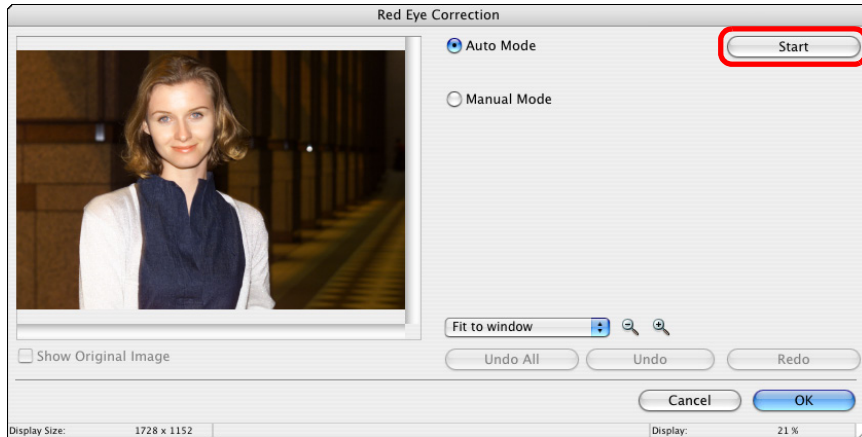 Red Eye Correction
Auto Mode
Start
Manual Mode
Fit to window
Show Original Image
Undo All
Undo
Redo
Cancel
OK
Display Size: 1728 x 1152
Display: 21 %